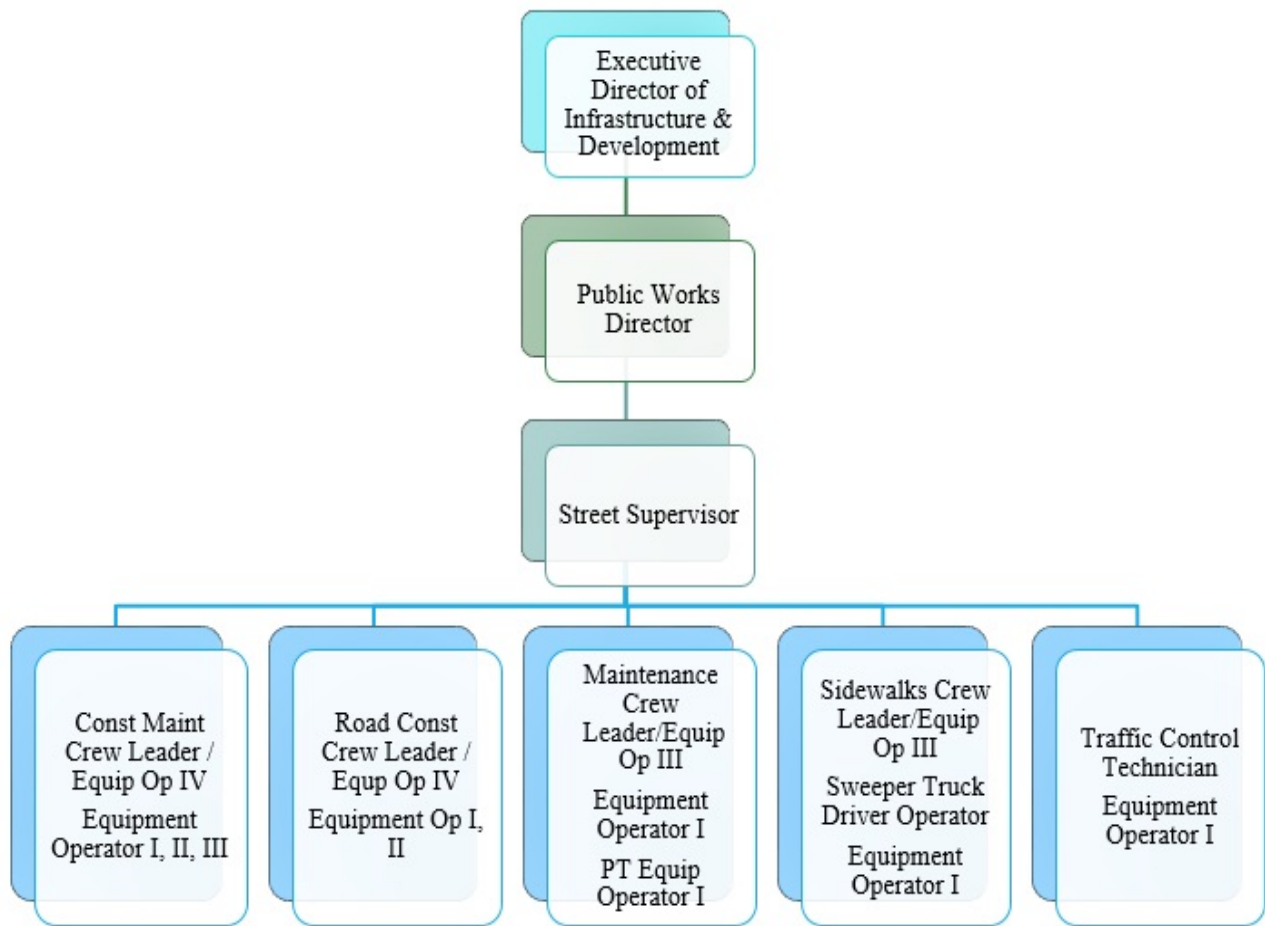 Executive
Director of
Infrastructure &
Development
Public Works
Director
Street Supervisor
Const Maint
Crew Leader /
Equip Op IV
Equipment
Operator I, II, III
Road Const
Crew Leader /
Equp Op IV
Equipment Op I,
II
Maintenance
Crew
Leader/Equip
Op III
Equipment
Operator I
PT Equip
Operator I
Sidewalks Crew
Leader/Equip
Op III
Sweeper Truck
Driver Operator
Equipment
Operator I
Traffic Control
Technician
Equipment
Operator I